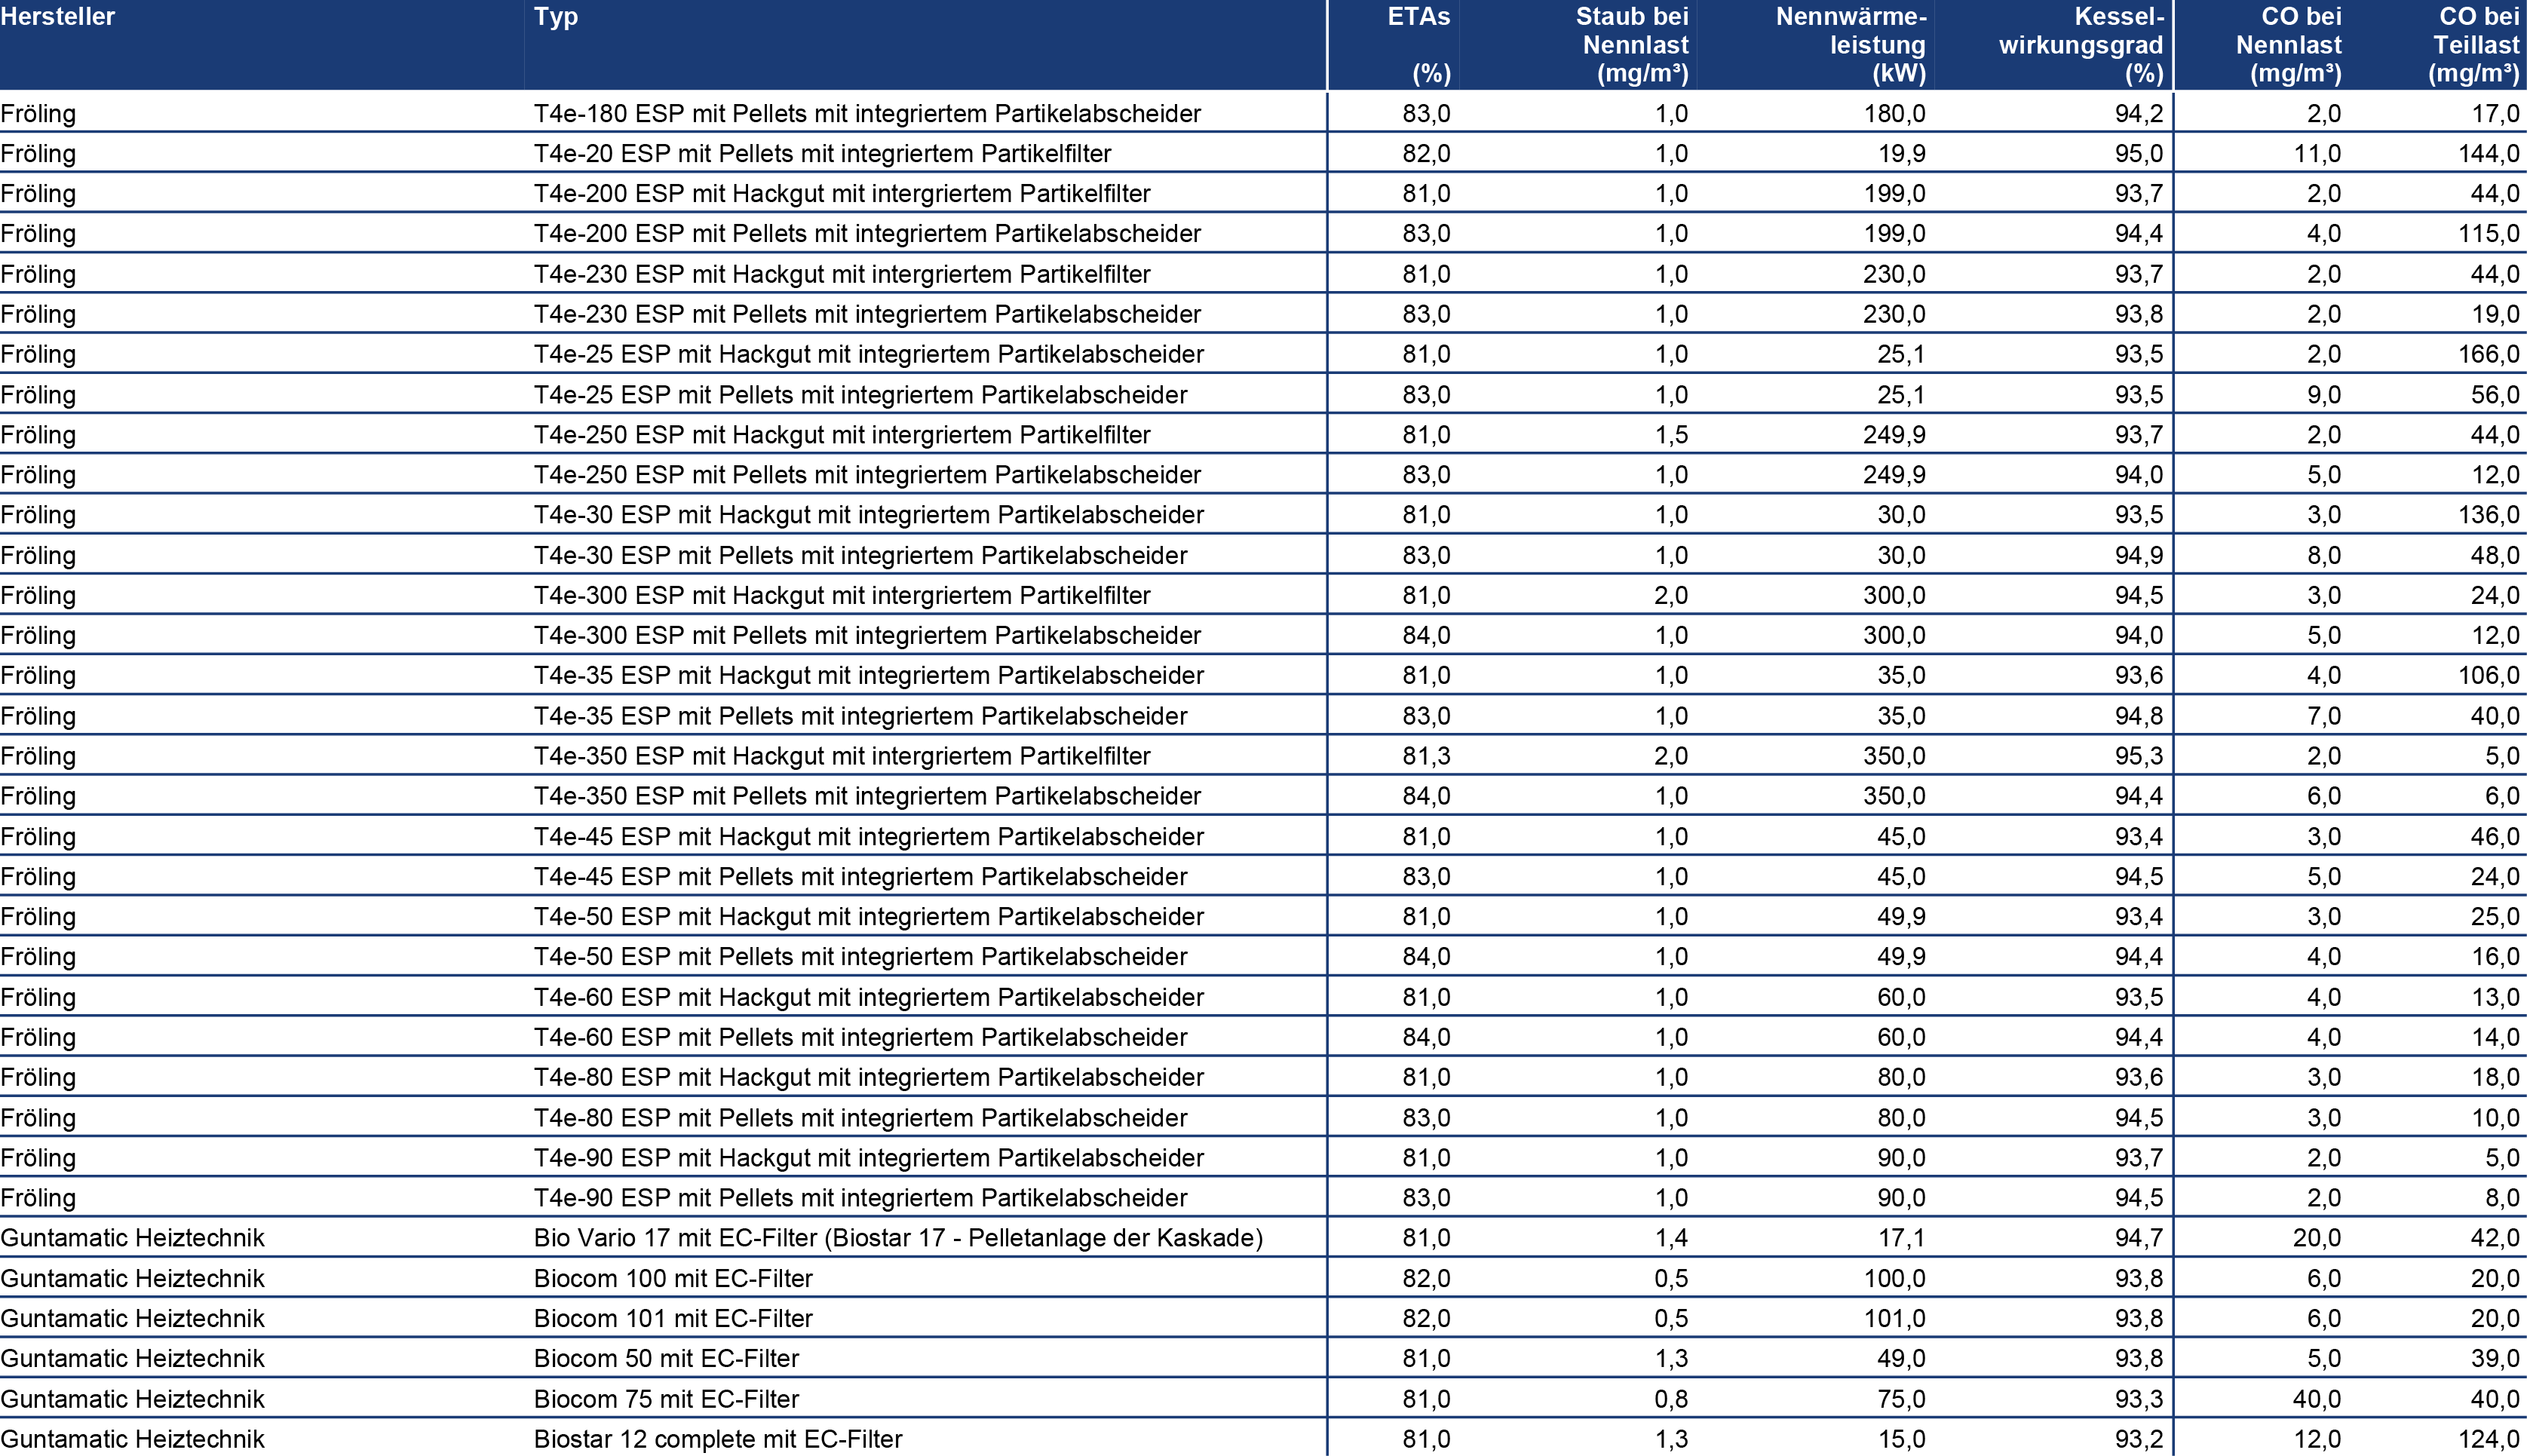 Hersteller Typ ETAs (%) Staub bei Nennlast (mg/m³) Nennwärme-leistung (kW) Kessel-wirkungsgrad (%) CO bei Nennlast (mg/m³) CO bei Teillast (mg/m³)
Fröling T4e-180 ESP mit Pellets mit integriertem Partikelabscheider 83,0 1,0 180,0 94,2 2,0 17,0
Fröling T4e-20 ESP mit Pellets mit integriertem Partikelfilter 82,0 1,0 19,9 95,0 11,0 144,0
Fröling T4e-200 ESP mit Hackgut mit intergriertem Partikelfilter 81,0 1,0 199,0 93,7 2,0 44,0
Fröling T4e-200 ESP mit Pellets mit integriertem Partikelabscheider 83,0 1,0 199,0 94,4 4,0 115,0
Fröling T4e-230 ESP mit Hackgut mit intergriertem Partikelfilter 81,0 1,0 230,0 93,7 2,0 44,0
Fröling T4e-230 ESP mit Pellets mit integriertem Partikelabscheider 83,0 1,0 230,0 93,8 2,0 19,0
Fröling T4e-25 ESP mit Hackgut mit integriertem Partikelabscheider 81,0 1,0 25,1 93,5 2,0 166,0
Fröling T4e-25 ESP mit Pellets mit integriertem Partikelabscheider 83,0 1,0 25,1 93,5 9,0 56,0
Fröling T4e-250 ESP mit Hackgut mit intergriertem Partikelfilter 81,0 1,5 249,9 93,7 2,0 44,0
Fröling T4e-250 ESP mit Pellets mit integriertem Partikelabscheider 83,0 1,0 249,9 94,0 5,0 12,0
Fröling T4e-30 ESP mit Hackgut mit integriertem Partikelabscheider 81,0 1,0 30,0 93,5 3,0 136,0
Fröling T4e-30 ESP mit Pellets mit integriertem Partikelabscheider 83,0 1,0 30,0 94,9 8,0 48,0
Fröling T4e-300 ESP mit Hackgut mit intergriertem Partikelfilter 81,0 2,0 300,0 94,5 3,0 24,0
Fröling T4e-300 ESP mit Pellets mit integriertem Partikelabscheider 84,0 1,0 300,0 94,0 5,0 12,0
Fröling T4e-35 ESP mit Hackgut mit integriertem Partikelabscheider 81,0 1,0 35,0 93,6 4,0 106,0
Fröling T4e-35 ESP mit Pellets mit integriertem Partikelabscheider 83,0 1,0 35,0 94,8 7,0 40,0
Fröling T4e-350 ESP mit Hackgut mit intergriertem Partikelfilter 81,3 2,0 350,0 95,3 2,0 5,0
Fröling T4e-350 ESP mit Pellets mit integriertem Partikelabscheider 84,0 1,0 350,0 94,4 6,0 6,0
Fröling T4e-45 ESP mit Hackgut mit integriertem Partikelabscheider 81,0 1,0 45,0 93,4 3,0 46,0
Fröling T4e-45 ESP mit Pellets mit integriertem Partikelabscheider 83,0 1,0 45,0 94,5 5,0 24,0
Fröling T4e-50 ESP mit Hackgut mit integriertem Partikelabscheider 81,0 1,0 49,9 93,4 3,0 25,0
Fröling T4e-50 ESP mit Pellets mit integriertem Partikelabscheider 84,0 1,0 49,9 94,4 4,0 16,0
Fröling T4e-60 ESP mit Hackgut mit integriertem Partikelabscheider 81,0 1,0 60,0 93,5 4,0 13,0
Fröling T4e-60 ESP mit Pellets mit integriertem Partikelabscheider 84,0 1,0 60,0 94,4 4,0 14,0
Fröling T4e-80 ESP mit Hackgut mit integriertem Partikelabscheider 81,0 1,0 80,0 93,6 3,0 18,0
Fröling T4e-80 ESP mit Pellets mit integriertem Partikelabscheider 83,0 1,0 80,0 94,5 3,0 10,0
Fröling T4e-90 ESP mit Hackgut mit integriertem Partikelabscheider 81,0 1,0 90,0 93,7 2,0 5,0
Fröling T4e-90 ESP mit Pellets mit integriertem Partikelabscheider 83,0 1,0 90,0 94,5 2,0 8,0
Guntamatic Heiztechnik Bio Vario 17 mit EC-Filter (Biostar 17 - Pelletanlage der Kaskade) 81,0 1,4 17,1 94,7 20,0 42,0
Guntamatic Heiztechnik Biocom 100 mit EC-Filter 82,0 0,5 100,0 93,8 6,0 20,0
Guntamatic Heiztechnik Biocom 101 mit EC-Filter 82,0 0,5 101,0 93,8 6,0 20,0
Guntamatic Heiztechnik Biocom 50 mit EC-Filter 81,0 1,3 49,0 93,8 5,0 39,0
Guntamatic Heiztechnik Biocom 75 mit EC-Filter 81,0 0,8 75,0 93,3 40,0 40,0
Guntamatic Heiztechnik Biostar 12 complete mit EC-Filter 81,0 1,3 15,0 93,2 12,0 124,0